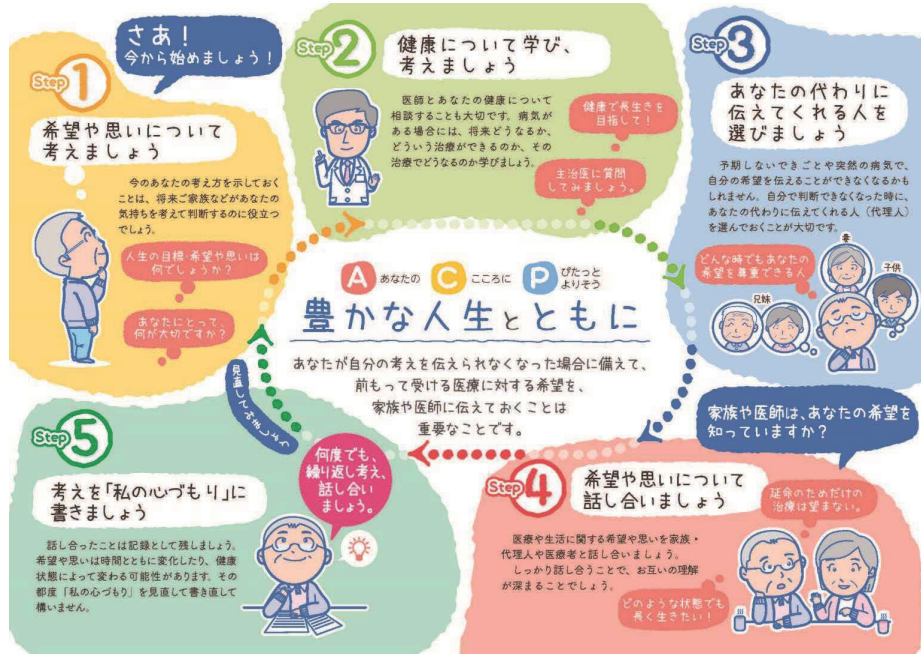 さあ!
今から始めましょう!
Step 1
希望や思いについて
考えましょう
今のあなたの考え方を示しておく
ことは、将来ご家族などがあなたの
気持ちを考えて判断するのに役立つ
でしょう。
人生の目標・希望や思いは
何でしょうか?
あなたにとって、
何が大切ですか?
Step 2
健康について学び、
考えましょう
医師とあなたの健康について
相談することも大切です。病気が
ある場合には、将来どうなるか、
どういう治療ができるのか、その
治療でどうなるのか学びましょう。
健康で長生きを
目指して!
主治医に質問
してみましょう。
Step 3
あなたの代わりに
伝えてくれる人を
選びましょう
予期しないできごとや突然の病気で、
自分の希望を伝えることができなくなるかも
しれません。自分で判断できなくなった時に、
あなたの代わりに伝えてくれる人(代理人)
を選んでおくことが大切です。
どんな時でもあなたの
希望を尊重できる人
妻
子供
兄妹
A あなたの C こころに P ぴたっと
よりそう
豊かな人生とともに
あなたが自分の考えを伝えられなくなった場合に備えて、
前もって受ける医療に対する希望を、
家族や医師に伝えておくことは
重要なことです。
家族や医師は、あなたの希望を
知っていますか?
Step 4
希望や思いについて
話し合いましょう
医療や生活に関する希望や思いを家族・
代理人や医療者と話し合いましょう。
しっかり話し合うことで、お互いの理解
が深まることでしょう。
延命のためだけの
治療は望まない。
どのような状態でも
長く生きたい!
Step 5
考えを「私の心づもり」に
書きましょう
話し合ったことは記録として残しましょう。
希望や思いは時間とともに変化したり、健康
状態によって変わる可能性があります。その
都度「私の心づもり」を見直して書き直して
構いません。
何度でも、
繰り返し考え、
話し合い
ましょう。
見直してみましょう